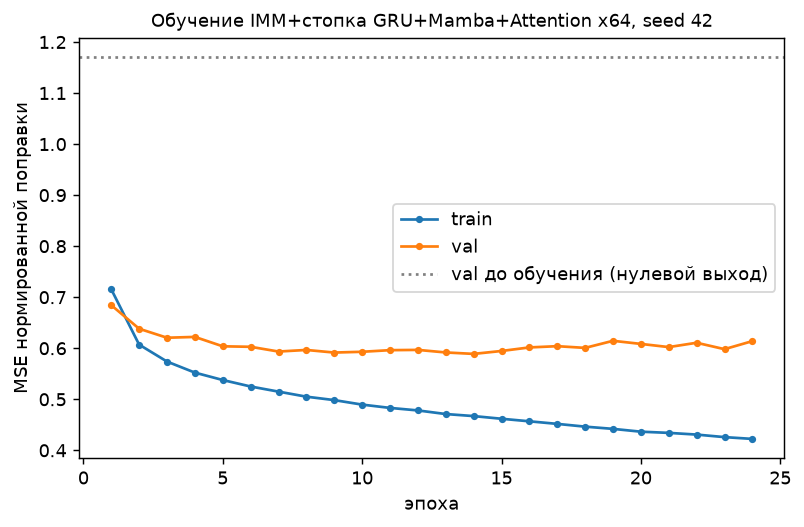 Обучение IMM+стопка GRU+Mamba+Attention x64, seed 42
MSE нормированной поправки
1.2
1.1
1.0
0.9
0.8
0.7
0.6
0.5
0.4
train
val
val до обучения (нулевой выход)
0 5 10 15 20 25
эпоха